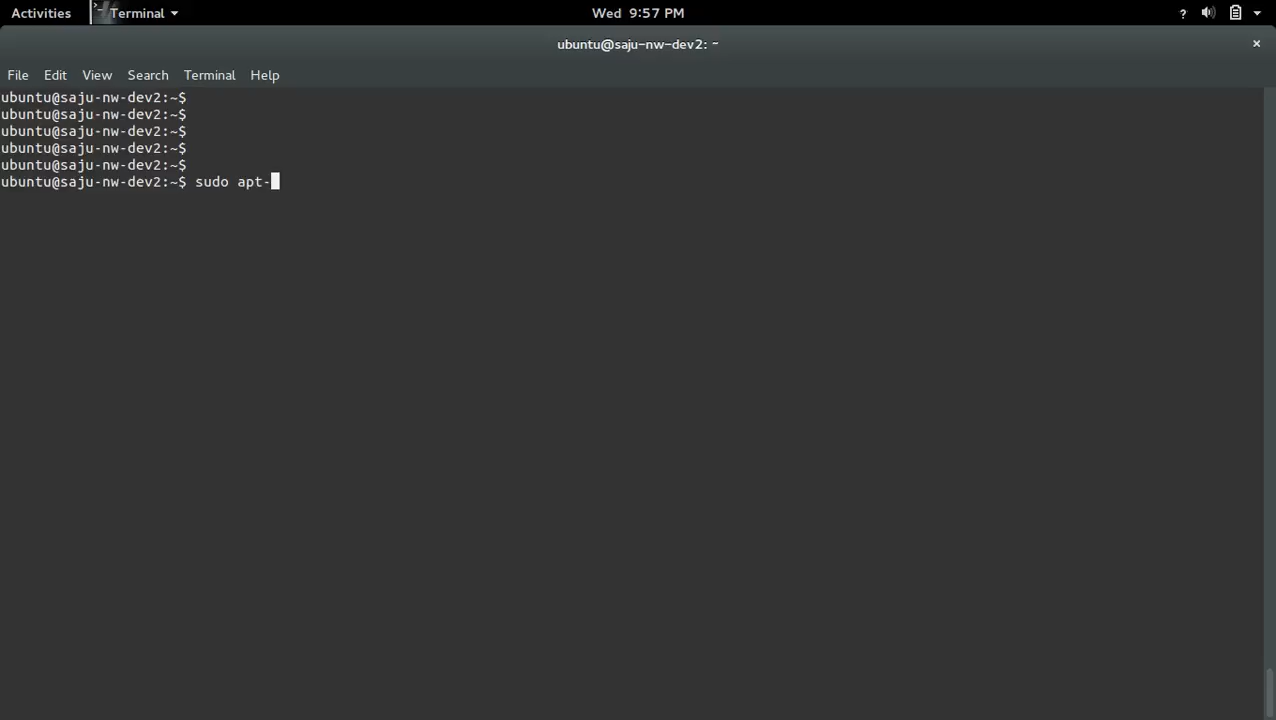 Activities Terminal Wed 9:57 PM ?
ubuntu@saju-nw-dev2: ~ ×
File Edit View Search Terminal Help
ubuntu@saju-nw-dev2:~$
ubuntu@saju-nw-dev2:~$
ubuntu@saju-nw-dev2:~$
ubuntu@saju-nw-dev2:~$
ubuntu@saju-nw-dev2:~$
ubuntu@saju-nw-dev2:~$ sudo apt-